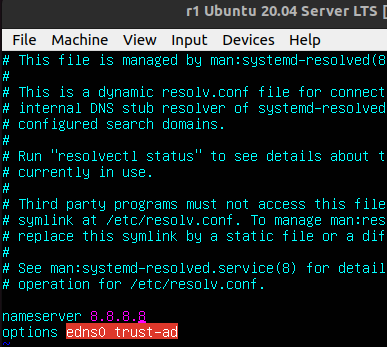 r1 Ubuntu 20.04 Server LTS [
File Machine View Input Devices Help
# This file is managed by man:systemd-resolved(8
#
# This is a dynamic resolv.conf file for connect
# internal DNS stub resolver of systemd-resolved
# configured search domains.
#
# Run "resolvectl status" to see details about t
# currently in use.
#
# Third party programs must not access this file
# symlink at /etc/resolv.conf. To manage man:res
# replace this symlink by a static file or a dif
#
# See man:systemd-resolved.service(8) for detail
# operation for /etc/resolv.conf.
nameserver 8.8.8.8
options edns0 trust-ad
~